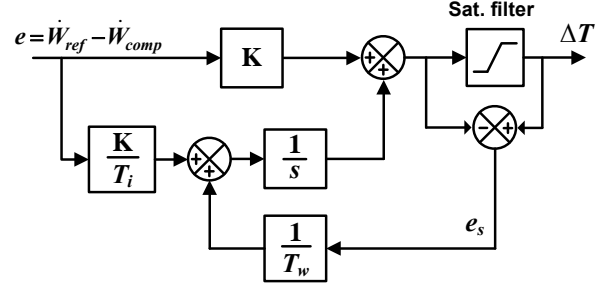 Sat. filter
e = Ẇref − Ẇcomp
ΔT
K
+
+
K
Ti
+
+
1
s
−
+
1
Tw
es